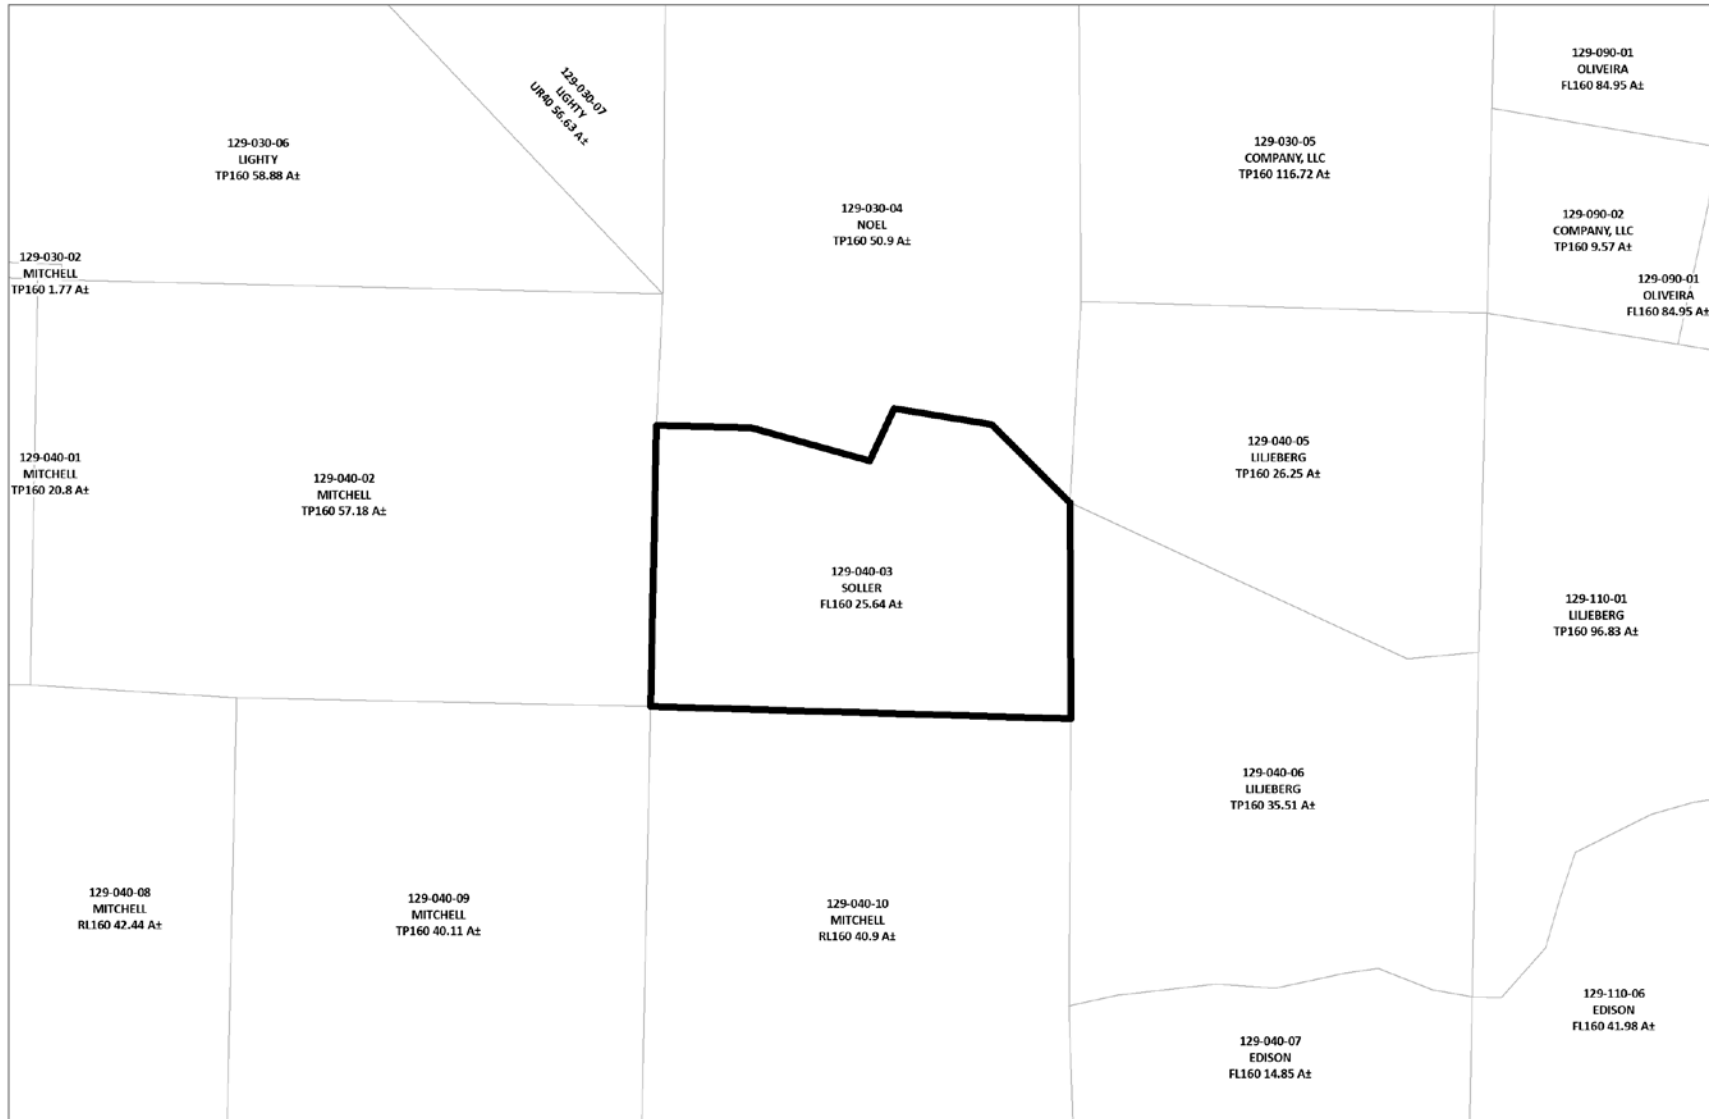 129-090-01
OLIVEIRA
FL160 84.95 A±
129-030-07
LIGHTY
UR40 56.63 A±
129-030-06
LIGHTY
TP160 58.88 A±
129-030-05
COMPANY, LLC
TP160 116.72 A±
129-030-04
NOEL
TP160 50.9 A±
129-090-02
COMPANY, LLC
TP160 9.57 A±
129-030-02
MITCHELL
TP160 1.77 A±
129-090-01
OLIVEIRA
FL160 84.95 A±
129-040-01
MITCHELL
TP160 20.8 A±
129-040-02
MITCHELL
TP160 57.18 A±
129-040-05
LILJEBERG
TP160 26.25 A±
129-040-03
SOLLER
FL160 25.64 A±
129-110-01
LILJEBERG
TP160 96.83 A±
129-040-06
LILJEBERG
TP160 35.51 A±
129-040-08
MITCHELL
RL160 42.44 A±
129-040-09
MITCHELL
TP160 40.11 A±
129-040-10
MITCHELL
RL160 40.9 A±
129-110-06
EDISON
FL160 41.98 A±
129-040-07
EDISON
FL160 14.85 A±